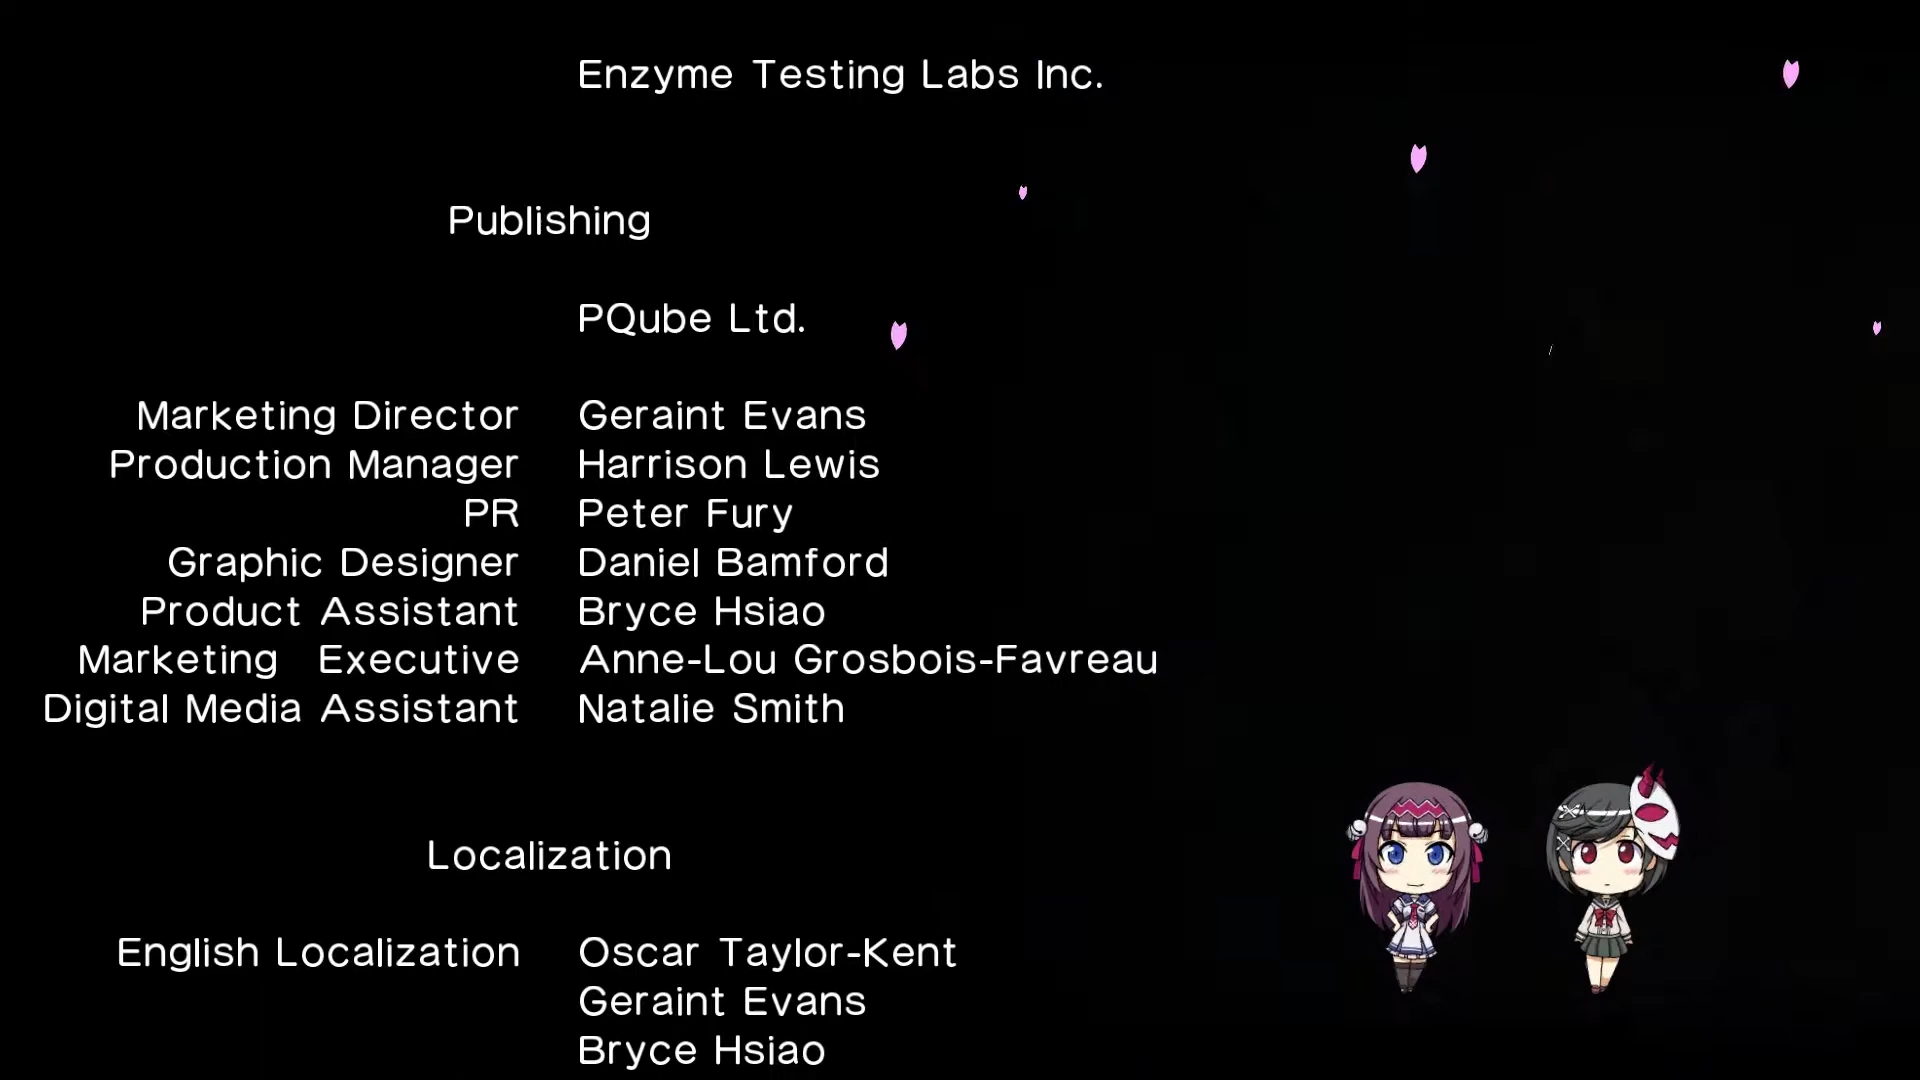 Enzyme Testing Labs Inc.
Publishing
PQube Ltd.
Marketing Director Geraint Evans
Production Manager Harrison Lewis
PR Peter Fury
Graphic Designer Daniel Bamford
Product Assistant Bryce Hsiao
Marketing Executive Anne-Lou Grosbois-Favreau
Digital Media Assistant Natalie Smith
Localization
English Localization Oscar Taylor-Kent
Geraint Evans
Bryce Hsiao